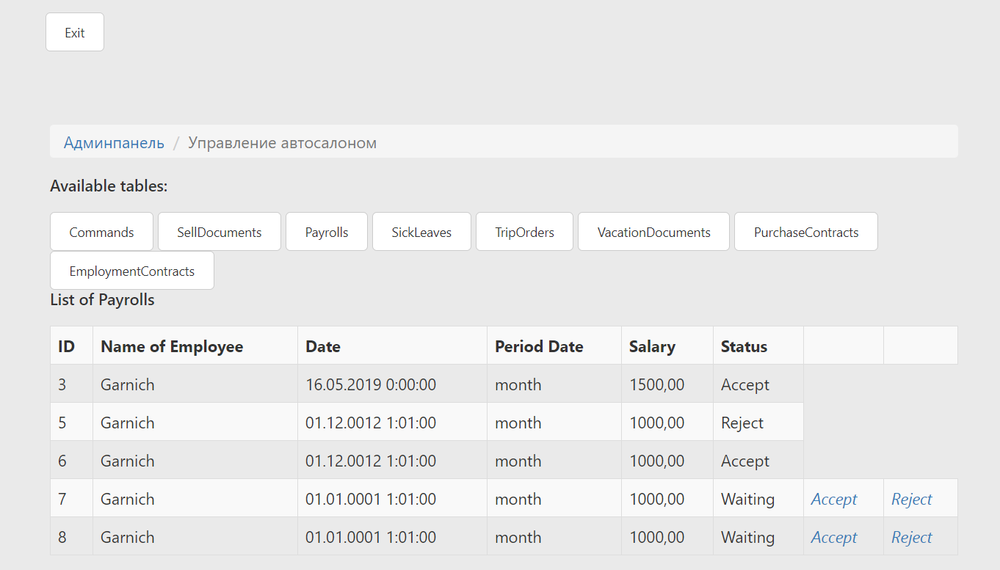 Exit
Админпанель / Управление автосалоном
Available tables:
Commands SellDocuments Payrolls SickLeaves TripOrders VacationDocuments PurchaseContracts
EmploymentContracts
List of Payrolls
ID Name of Employee Date Period Date Salary Status
3 Garnich 16.05.2019 0:00:00 month 1500,00 Accept
5 Garnich 01.12.0012 1:01:00 month 1000,00 Reject
6 Garnich 01.12.0012 1:01:00 month 1000,00 Accept
7 Garnich 01.01.0001 1:01:00 month 1000,00 Waiting Accept Reject
8 Garnich 01.01.0001 1:01:00 month 1000,00 Waiting Accept Reject